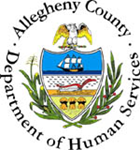 Allegheny County
Department of Human Services